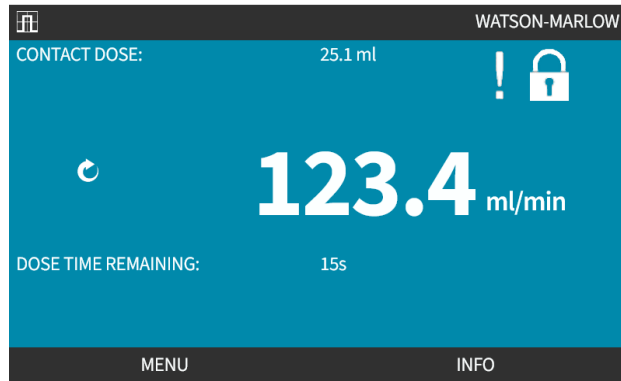 WATSON-MARLOW
CONTACT DOSE: 25.1 ml
!
123.4 ml/min
DOSE TIME REMAINING: 15s
MENU INFO